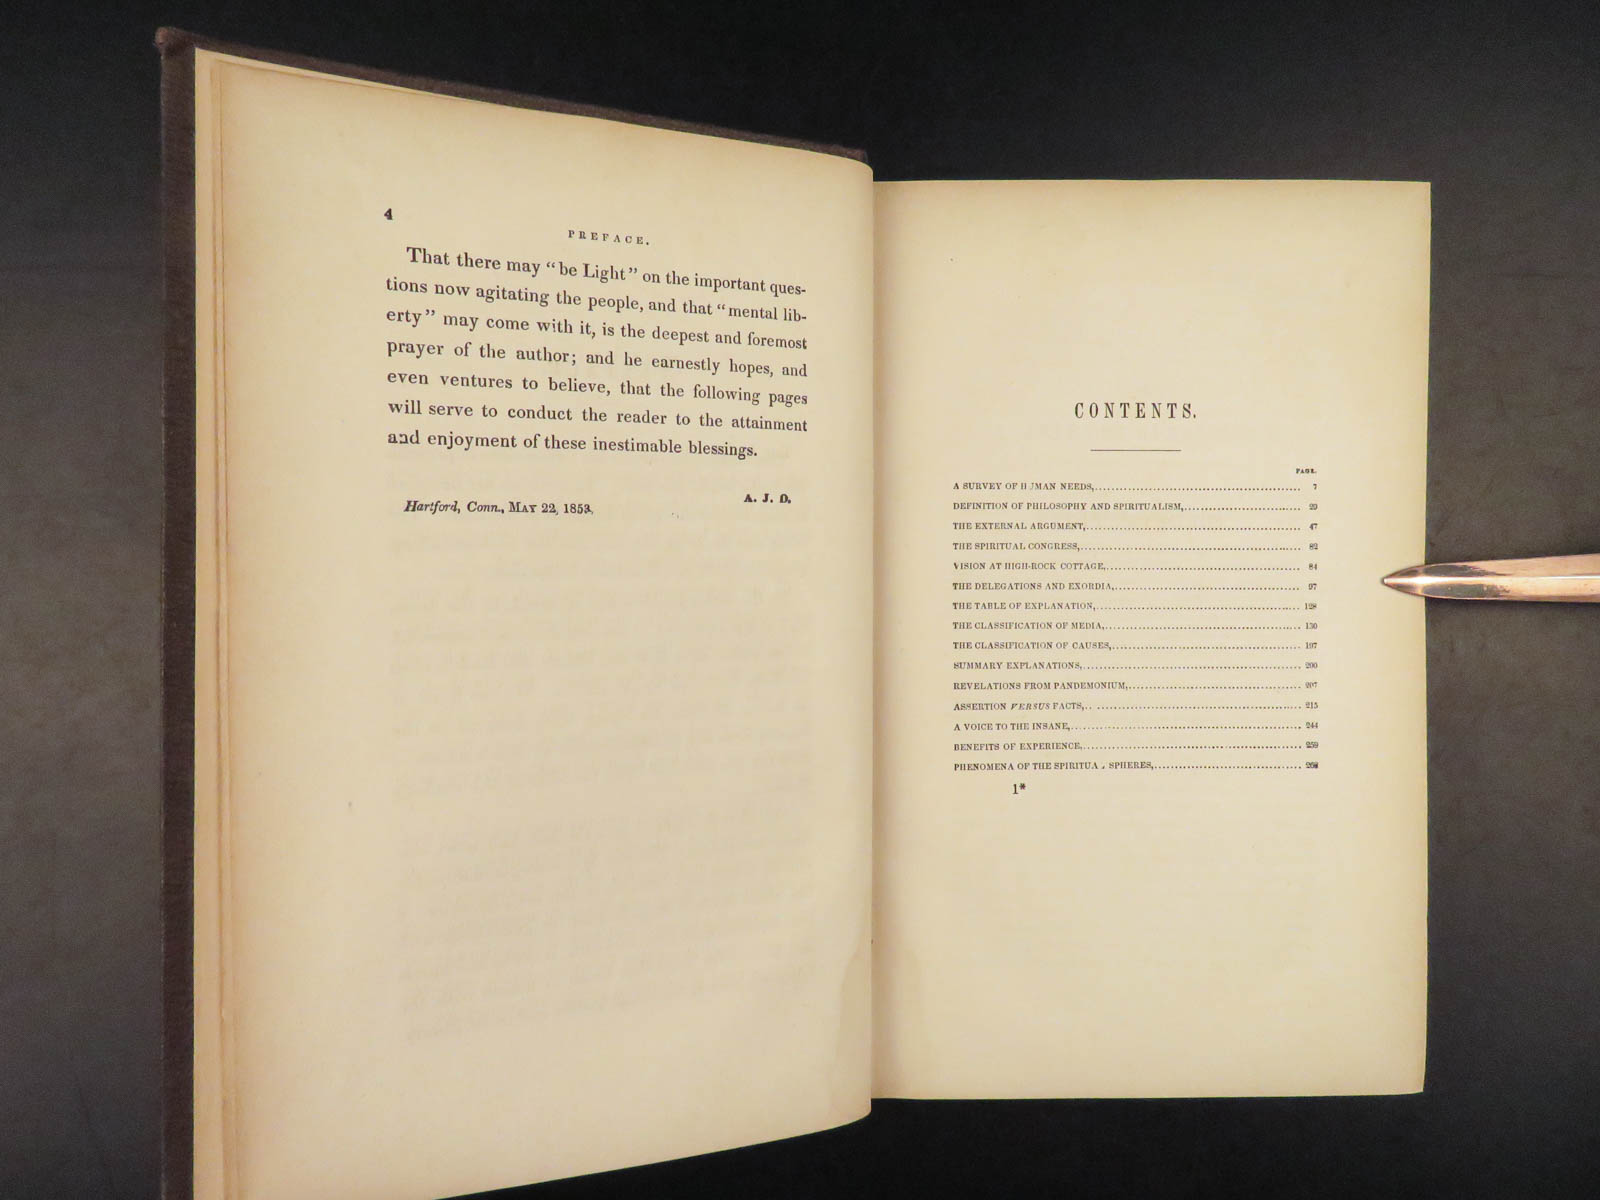 4
PREFACE.
That there may “be Light” on the important ques-
tions now agitating the people, and that “mental lib-
erty” may come with it, is the deepest and foremost
prayer of the author; and he earnestly hopes, and
even ventures to believe, that the following pages
will serve to conduct the reader to the attainment
and enjoyment of these inestimable blessings.
A. J. D.
Hartford, Conn., MAY 22, 1853.
CONTENTS.
PAGE.
A SURVEY OF HUMAN NEEDS, 7
DEFINITION OF PHILOSOPHY AND SPIRITUALISM, 29
THE EXTERNAL ARGUMENT, 47
THE SPIRITUAL CONGRESS, 82
VISION AT HIGH-ROCK COTTAGE, 84
THE DELEGATIONS AND EXORDIA, 97
THE TABLE OF EXPLANATION, 128
THE CLASSIFICATION OF MEDIA, 130
THE CLASSIFICATION OF CAUSES, 197
SUMMARY EXPLANATIONS, 200
REVELATIONS FROM PANDEMONIUM, 207
ASSERTION VERSUS FACTS, 215
A VOICE TO THE INSANE, 244
BENEFITS OF EXPERIENCE, 259
PHENOMENA OF THE SPIRITUAL SPHERES, 268
1*